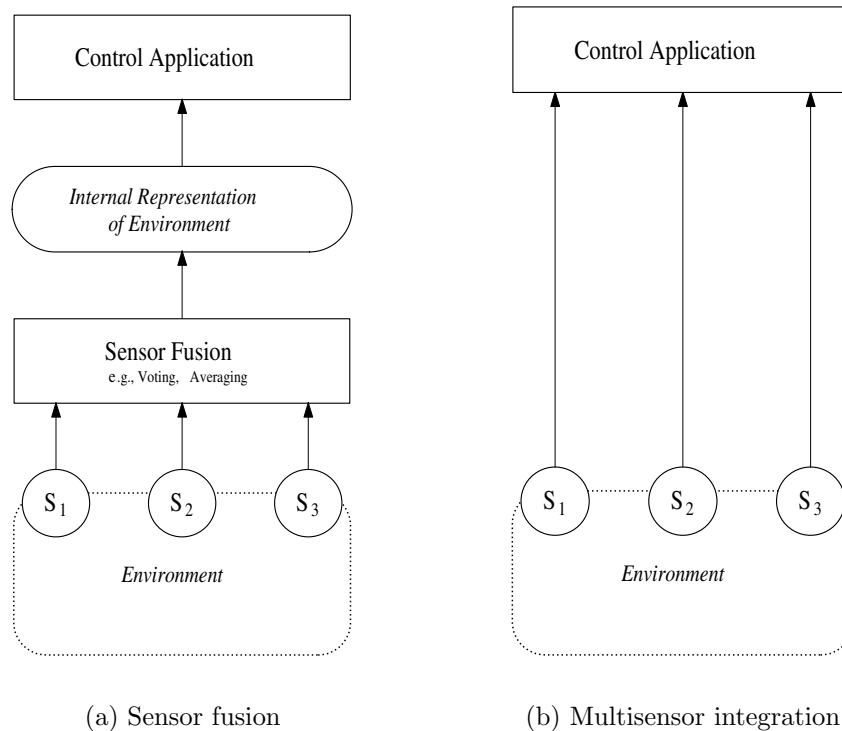 Control Application
Internal Representation
of Environment
Sensor Fusion
e.g., Voting, Averaging
S1
S2
S3
Environment
(a) Sensor fusion
Control Application
S1
S2
S3
Environment
(b) Multisensor integration